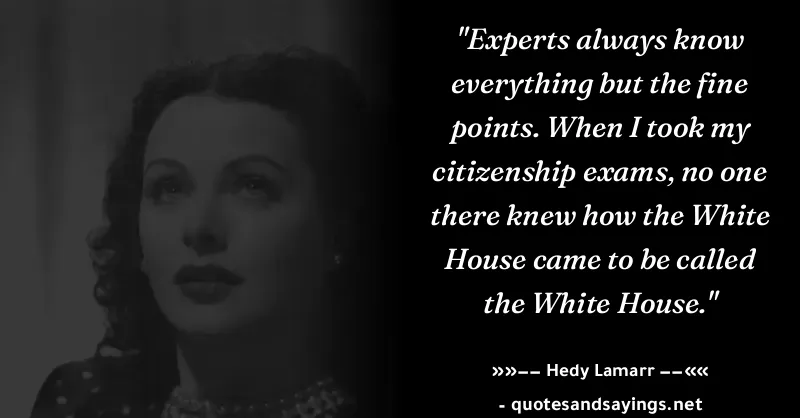 "Experts always know
everything but the fine
points. When I took my
citizenship exams, no one
there knew how the White
House came to be called
the White House."
»»−− Hedy Lamarr −−««
- quotesandsayings.net